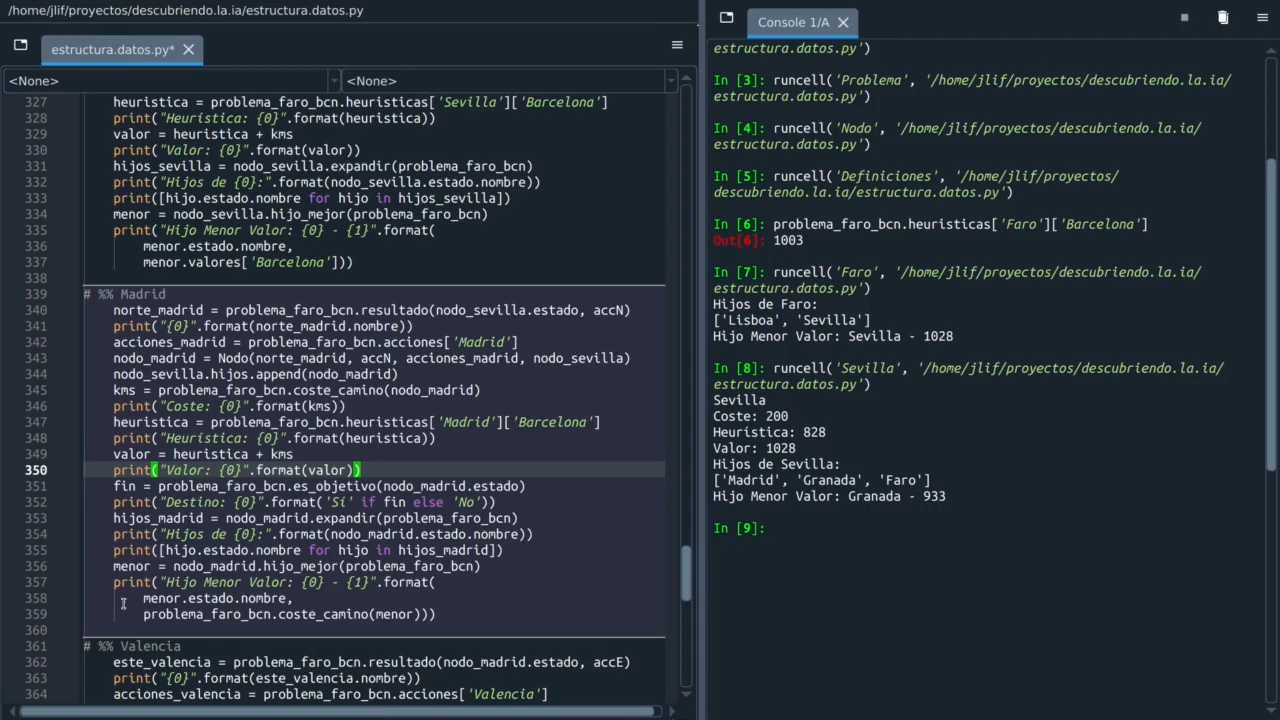 /home/jlif/proyectos/descubriendo.la.ia/estructura.datos.py
estructura.datos.py*
<None>
<None>
327 heuristica = problema_faro_bcn.heuristicas['Sevilla']['Barcelona']
328 print("Heurística: {0}".format(heuristica))
329 valor = heuristica + kms
330 print("Valor: {0}".format(valor))
331 hijos_sevilla = nodo_sevilla.expandir(problema_faro_bcn)
332 print("Hijos de {0}:".format(nodo_sevilla.estado.nombre))
333 print([hijo.estado.nombre for hijo in hijos_sevilla])
334 menor = nodo_sevilla.hijo_mejor(problema_faro_bcn)
335 print("Hijo Menor Valor: {0} - {1}".format(
336 menor.estado.nombre,
337 menor.valores['Barcelona']))
338
339 # %% Madrid
340 norte_madrid = problema_faro_bcn.resultado(nodo_sevilla.estado, accN)
341 print("{0}".format(norte_madrid.nombre))
342 acciones_madrid = problema_faro_bcn.acciones['Madrid']
343 nodo_madrid = Nodo(norte_madrid, accN, acciones_madrid, nodo_sevilla)
344 nodo_sevilla.hijos.append(nodo_madrid)
345 kms = problema_faro_bcn.coste_camino(nodo_madrid)
346 print("Coste: {0}".format(kms))
347 heuristica = problema_faro_bcn.heuristicas['Madrid']['Barcelona']
348 print("Heurística: {0}".format(heuristica))
349 valor = heuristica + kms
350 print("Valor: {0}".format(valor))
351 fin = problema_faro_bcn.es_objetivo(nodo_madrid.estado)
352 print("Destino: {0}".format('Sí' if fin else 'No'))
353 hijos_madrid = nodo_madrid.expandir(problema_faro_bcn)
354 print("Hijos de {0}:".format(nodo_madrid.estado.nombre))
355 print([hijo.estado.nombre for hijo in hijos_madrid])
356 menor = nodo_madrid.hijo_mejor(problema_faro_bcn)
357 print("Hijo Menor Valor: {0} - {1}".format(
358 menor.estado.nombre,
359 problema_faro_bcn.coste_camino(menor)))
360
361 # %% Valencia
362 este_valencia = problema_faro_bcn.resultado(nodo_madrid.estado, accE)
363 print("{0}".format(este_valencia.nombre))
364 acciones_valencia = problema_faro_bcn.acciones['Valencia']
Console 1/A
estructura.datos.py')
In [3]: runcell('Problema', '/home/jlif/proyectos/descubriendo.la.ia/
estructura.datos.py')
In [4]: runcell('Nodo', '/home/jlif/proyectos/descubriendo.la.ia/
estructura.datos.py')
In [5]: runcell('Definiciones', '/home/jlif/proyectos/
descubriendo.la.ia/estructura.datos.py')
In [6]: problema_faro_bcn.heuristicas['Faro']['Barcelona']
Out[6]: 1003
In [7]: runcell('Faro', '/home/jlif/proyectos/descubriendo.la.ia/
estructura.datos.py')
Hijos de Faro:
['Lisboa', 'Sevilla']
Hijo Menor Valor: Sevilla - 1028
In [8]: runcell('Sevilla', '/home/jlif/proyectos/descubriendo.la.ia/
estructura.datos.py')
Sevilla
Coste: 200
Heurística: 828
Valor: 1028
Hijos de Sevilla:
['Madrid', 'Granada', 'Faro']
Hijo Menor Valor: Granada - 933
In [9]: